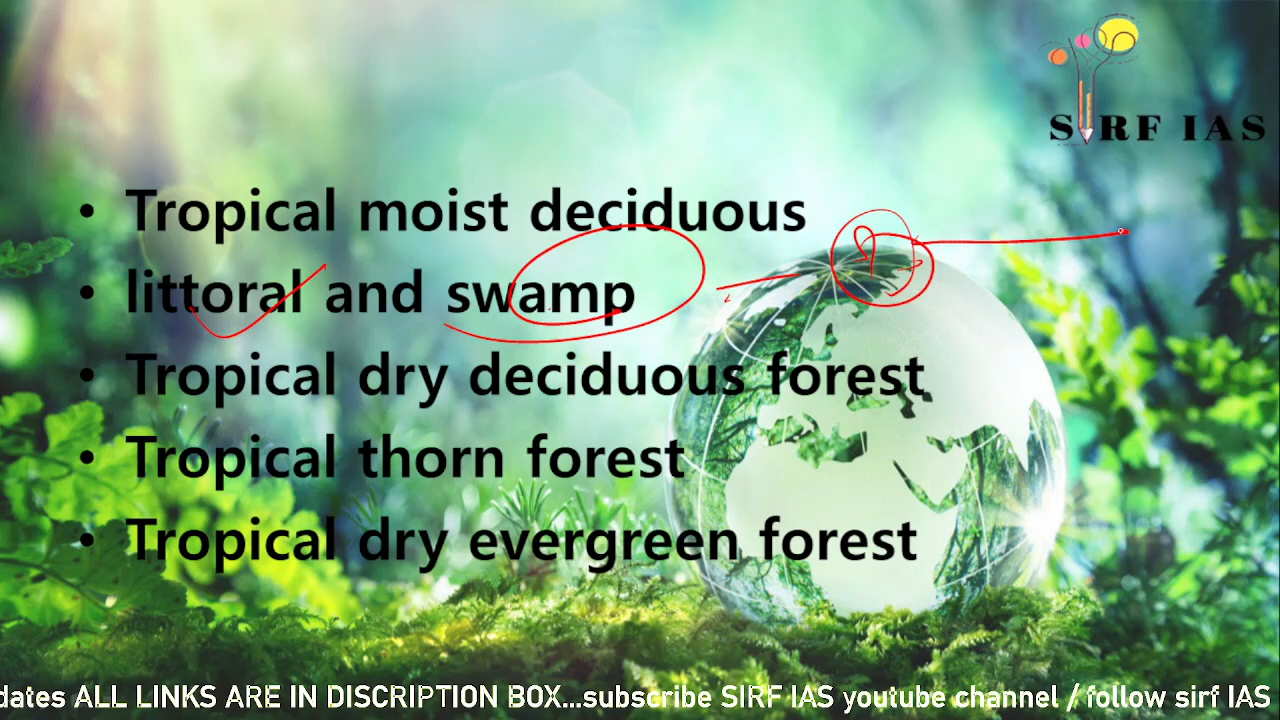 SIRF IAS
• Tropical moist deciduous
• littoral and swamp
• Tropical dry deciduous forest
• Tropical thorn forest
• Tropical dry evergreen forest
dates ALL LINKS ARE IN DISCRIPTION BOX...subscribe SIRF IAS youtube channel / follow sirf IAS